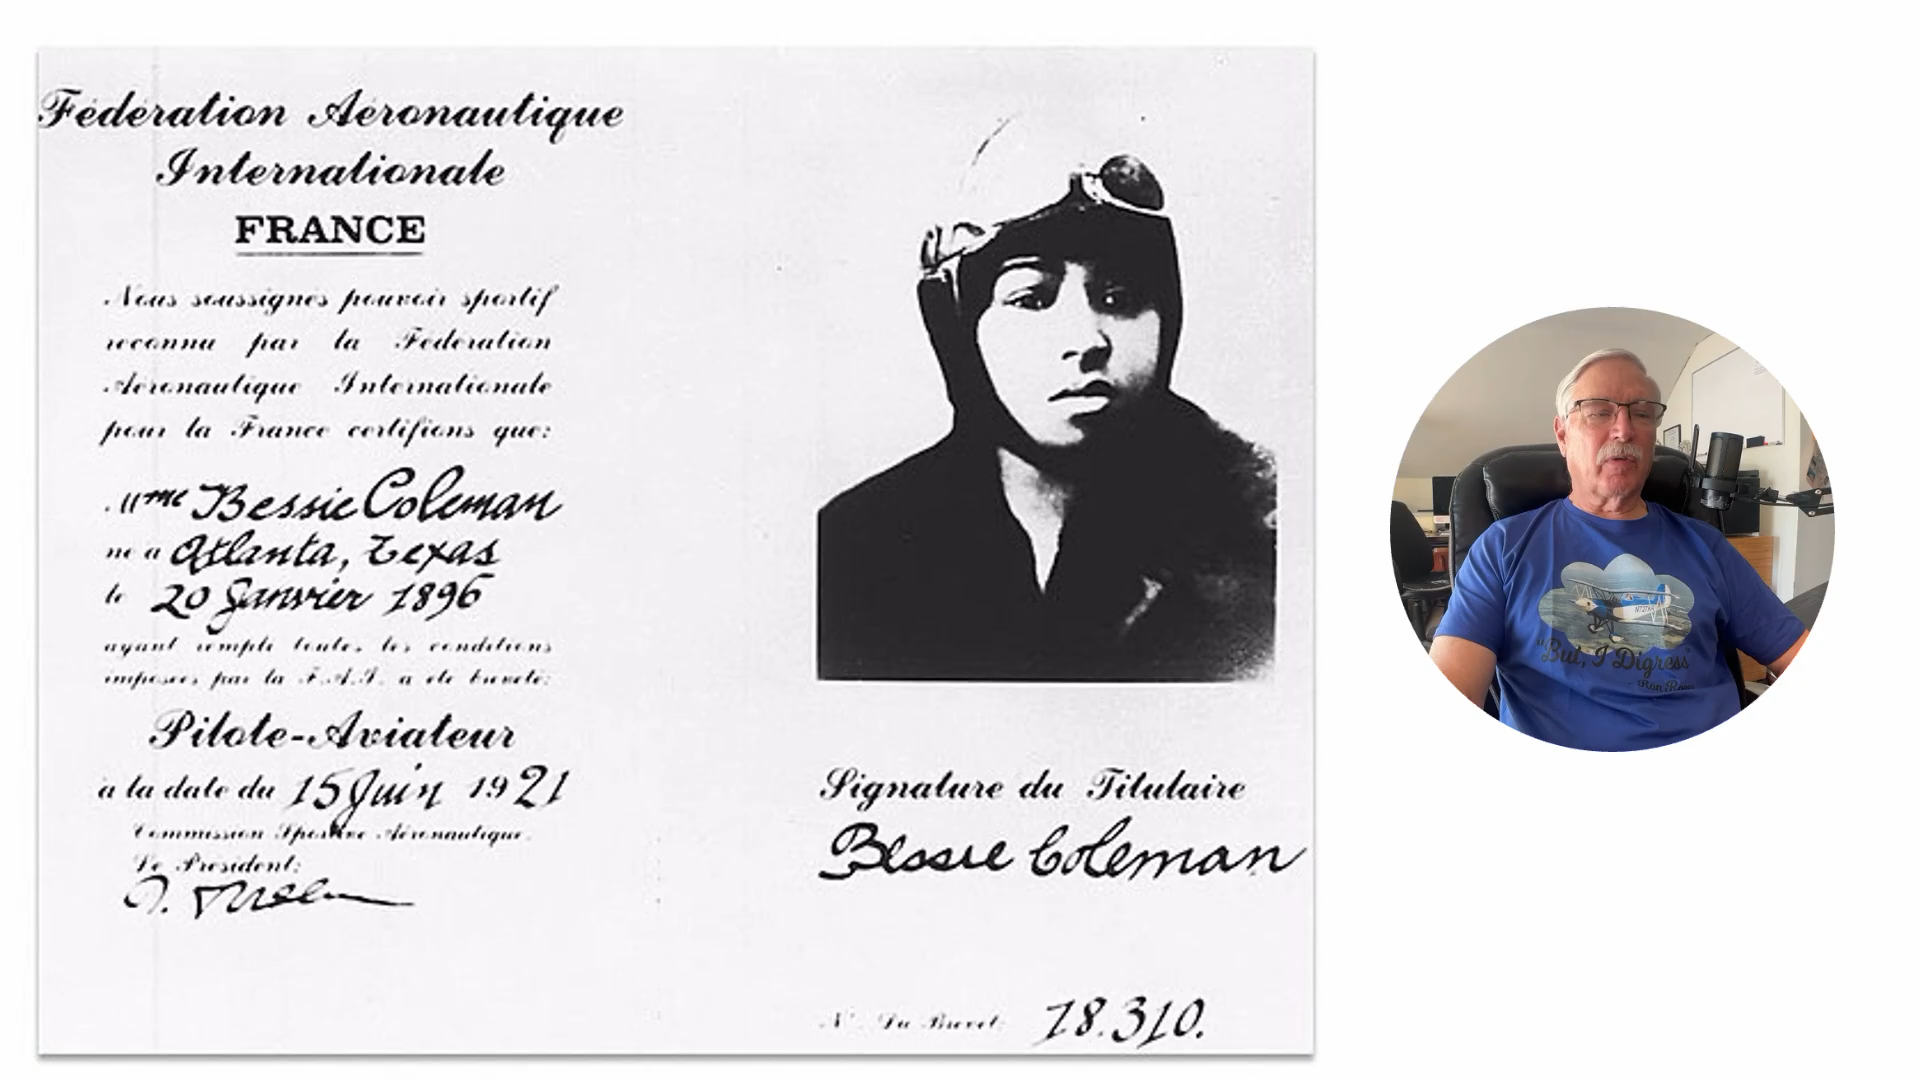 Fédération Aéronautique
Internationale
FRANCE
Nous soussignés pouvoir sportif
reconnu par la Fédération
Aéronautique Internationale
pour la France certifions que:
Mme Bessie Coleman
né à Atlanta, Texas
le 20 Janvier 1896
ayant rempli toutes les conditions
imposées par la F.A.I. a été breveté:
Pilote-Aviateur
à la date du 15 Juin 1921
Commission Sportive Aéronautique.
Le Président:
Signature du Titulaire
Bessie Coleman
N° Du Brevet: 18.310.
"But, I Digress"